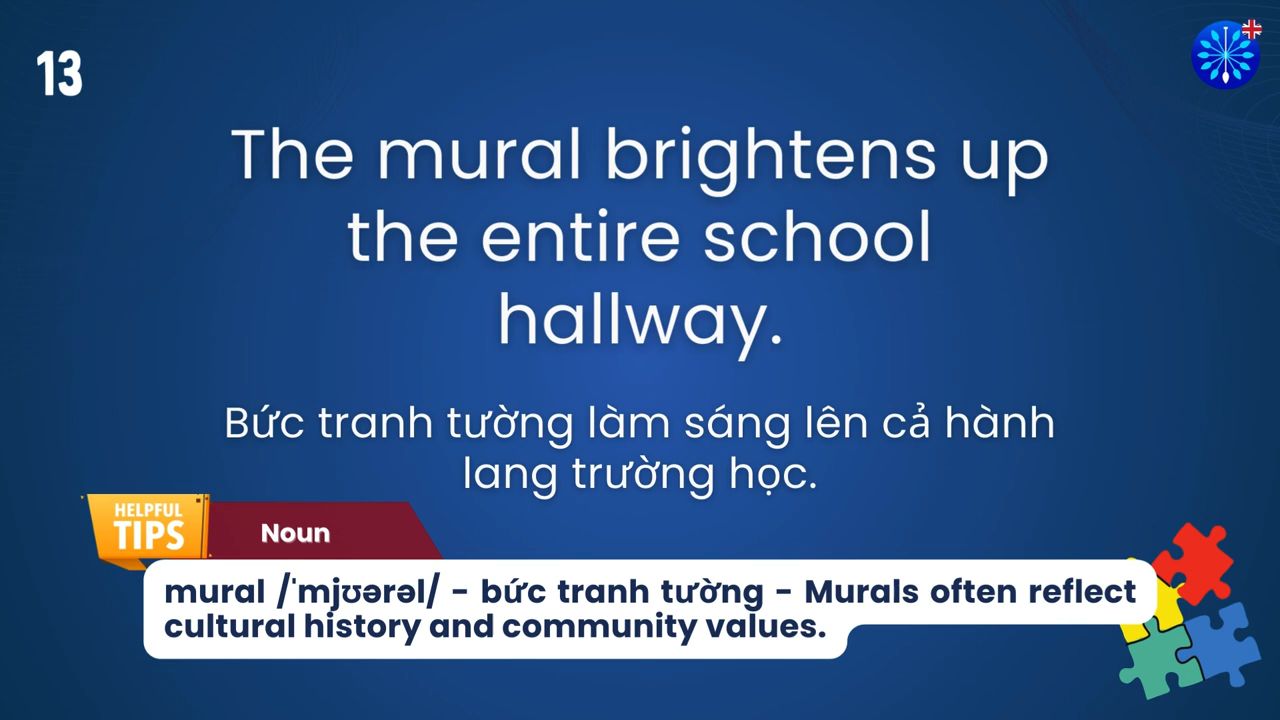 13
The mural brightens up
the entire school
hallway.
Bức tranh tường làm sáng lên cả hành
lang trường học.
HELPFUL
TIPS
Noun
mural /ˈmjʊərəl/ - bức tranh tường - Murals often reflect
cultural history and community values.